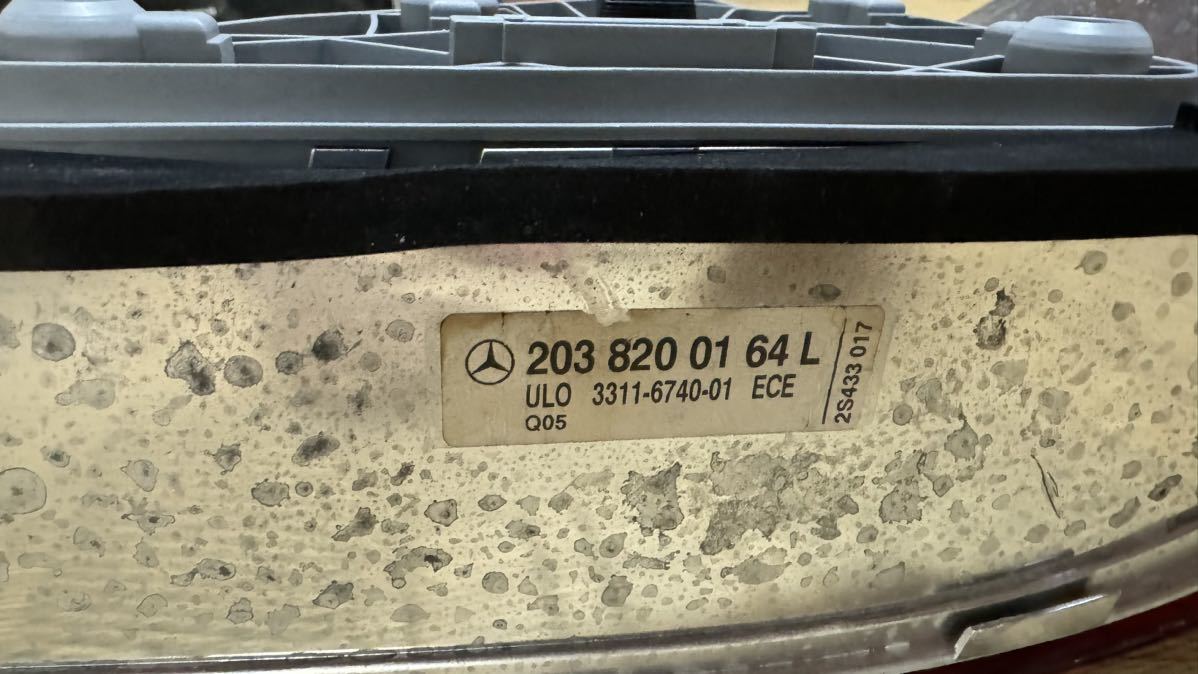 203 820 01 64 L
ULO 3311-6740-01 ECE
Q05
2S433 017